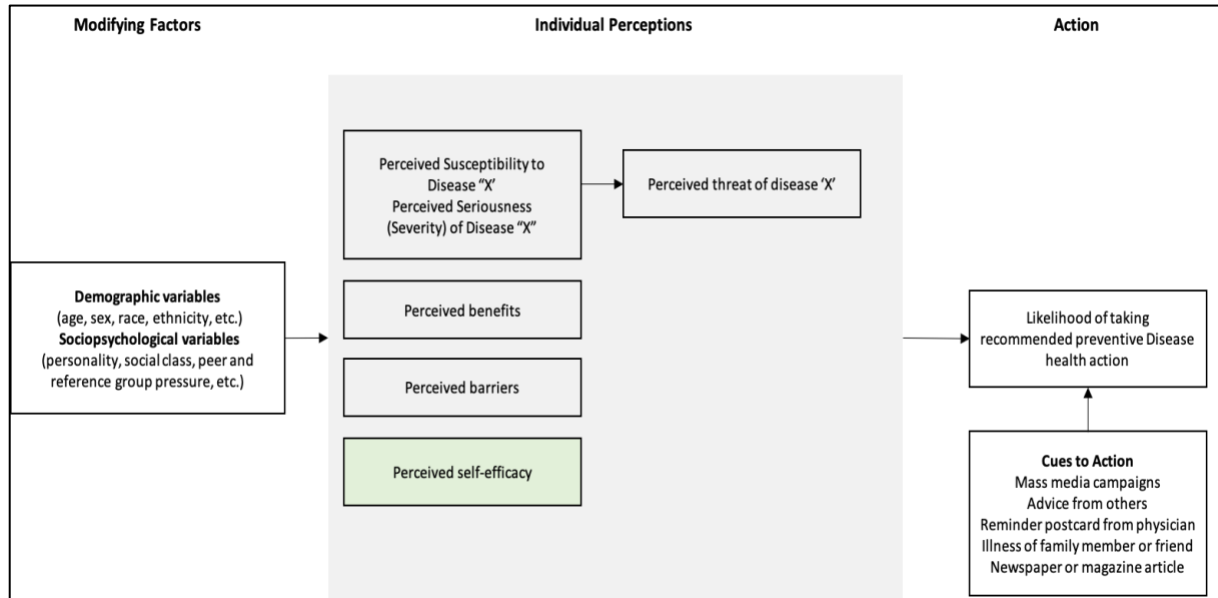 Modifying Factors
Individual Perceptions
Action
Perceived Susceptibility to
Disease “X’
Perceived Seriousness
(Severity) of Disease “X”
Perceived threat of disease ‘X’
Demographic variables
(age, sex, race, ethnicity, etc.)
Sociopsychological variables
(personality, social class, peer and
reference group pressure, etc.)
Perceived benefits
Perceived barriers
Perceived self-efficacy
Likelihood of taking
recommended preventive Disease
health action
Cues to Action
Mass media campaigns
Advice from others
Reminder postcard from physician
Illness of family member or friend
Newspaper or magazine article